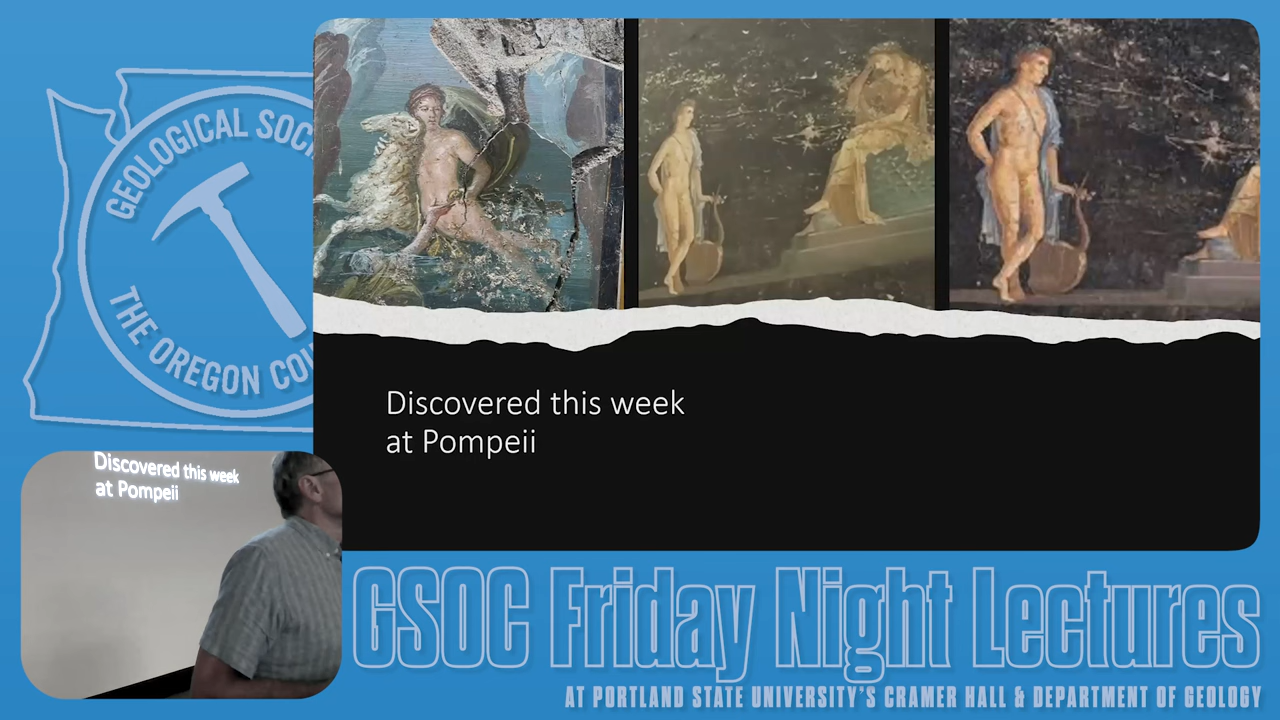 GEOLOGICAL SOC
THE OREGON COU
Discovered this week
at Pompeii
Discovered this week
at Pompeii
GSOC Friday Night Lectures
AT PORTLAND STATE UNIVERSITY'S CRAMER HALL & DEPARTMENT OF GEOLOGY